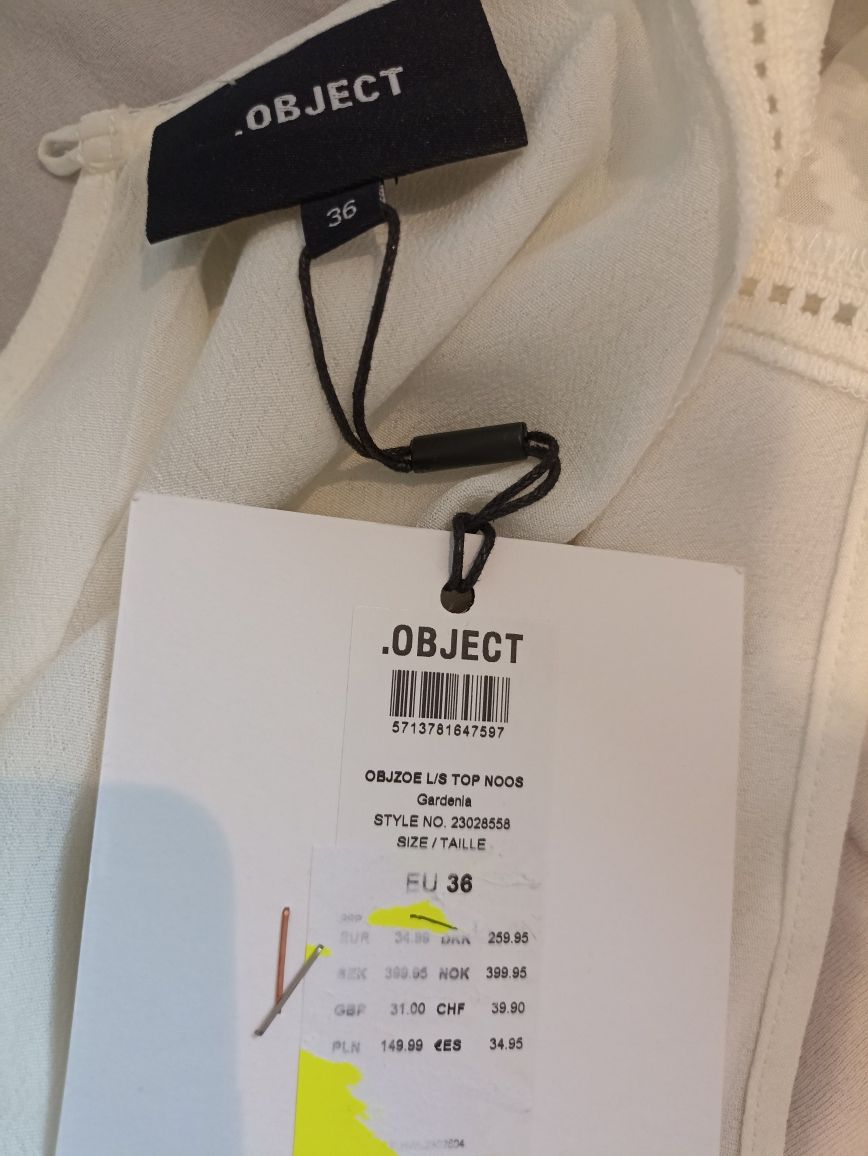 .OBJECT
36
.OBJECT
5713781647597
OBJZOE L/S TOP NOOS
Gardenia
STYLE NO. 23028558
SIZE / TAILLE
EU 36
EUR 34.99 DKK 259.95
SEK 399.95 NOK 399.95
GBP 31.00 CHF 39.90
PLN 149.99 €ES 34.95